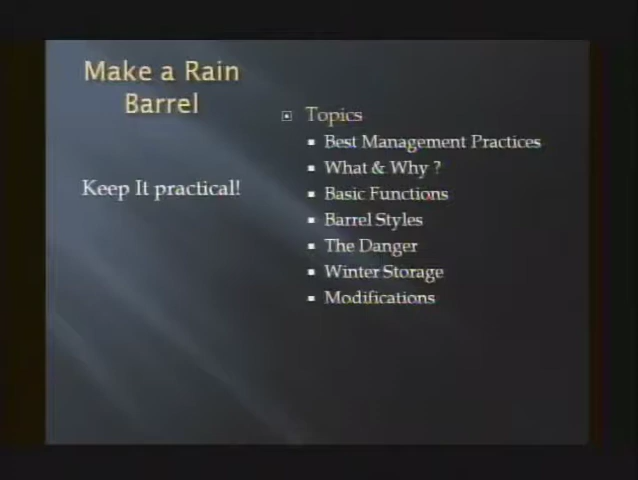 Make a Rain
Barrel
Keep It practical!
Topics
Best Management Practices
What & Why ?
Basic Functions
Barrel Styles
The Danger
Winter Storage
Modifications